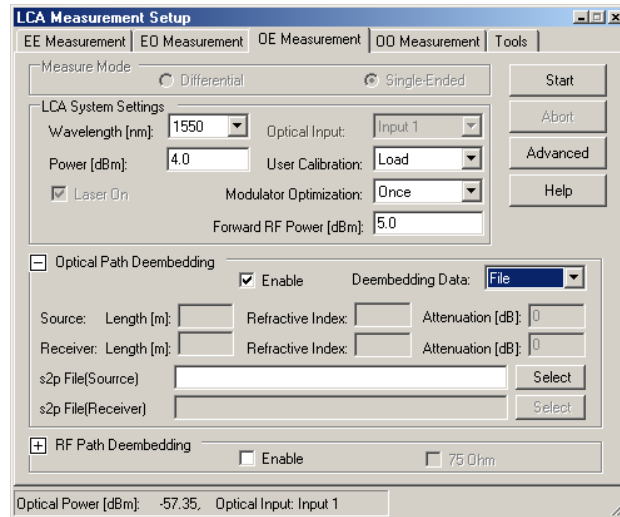 LCA Measurement Setup
EE Measurement EO Measurement OE Measurement OO Measurement Tools
Measure Mode
Differential Single-Ended
Start
LCA System Settings
Wavelength [nm]: 1550 Optical Input: Input 1
Abort
Power [dBm]: 4.0 User Calibration: Load
Advanced
Laser On Modulator Optimization: Once
Help
Forward RF Power [dBm]: 5.0
Optical Path Deembedding
Enable Deembedding Data: File
Source: Length [m]: Refractive Index: Attenuation [dB]: 0
Receiver: Length [m]: Refractive Index: Attenuation [dB]: 0
s2p File(Sourrce) Select
s2p File(Receiver) Select
RF Path Deembedding
Enable 75 Ohm
Optical Power [dBm]: -57.35, Optical Input: Input 1